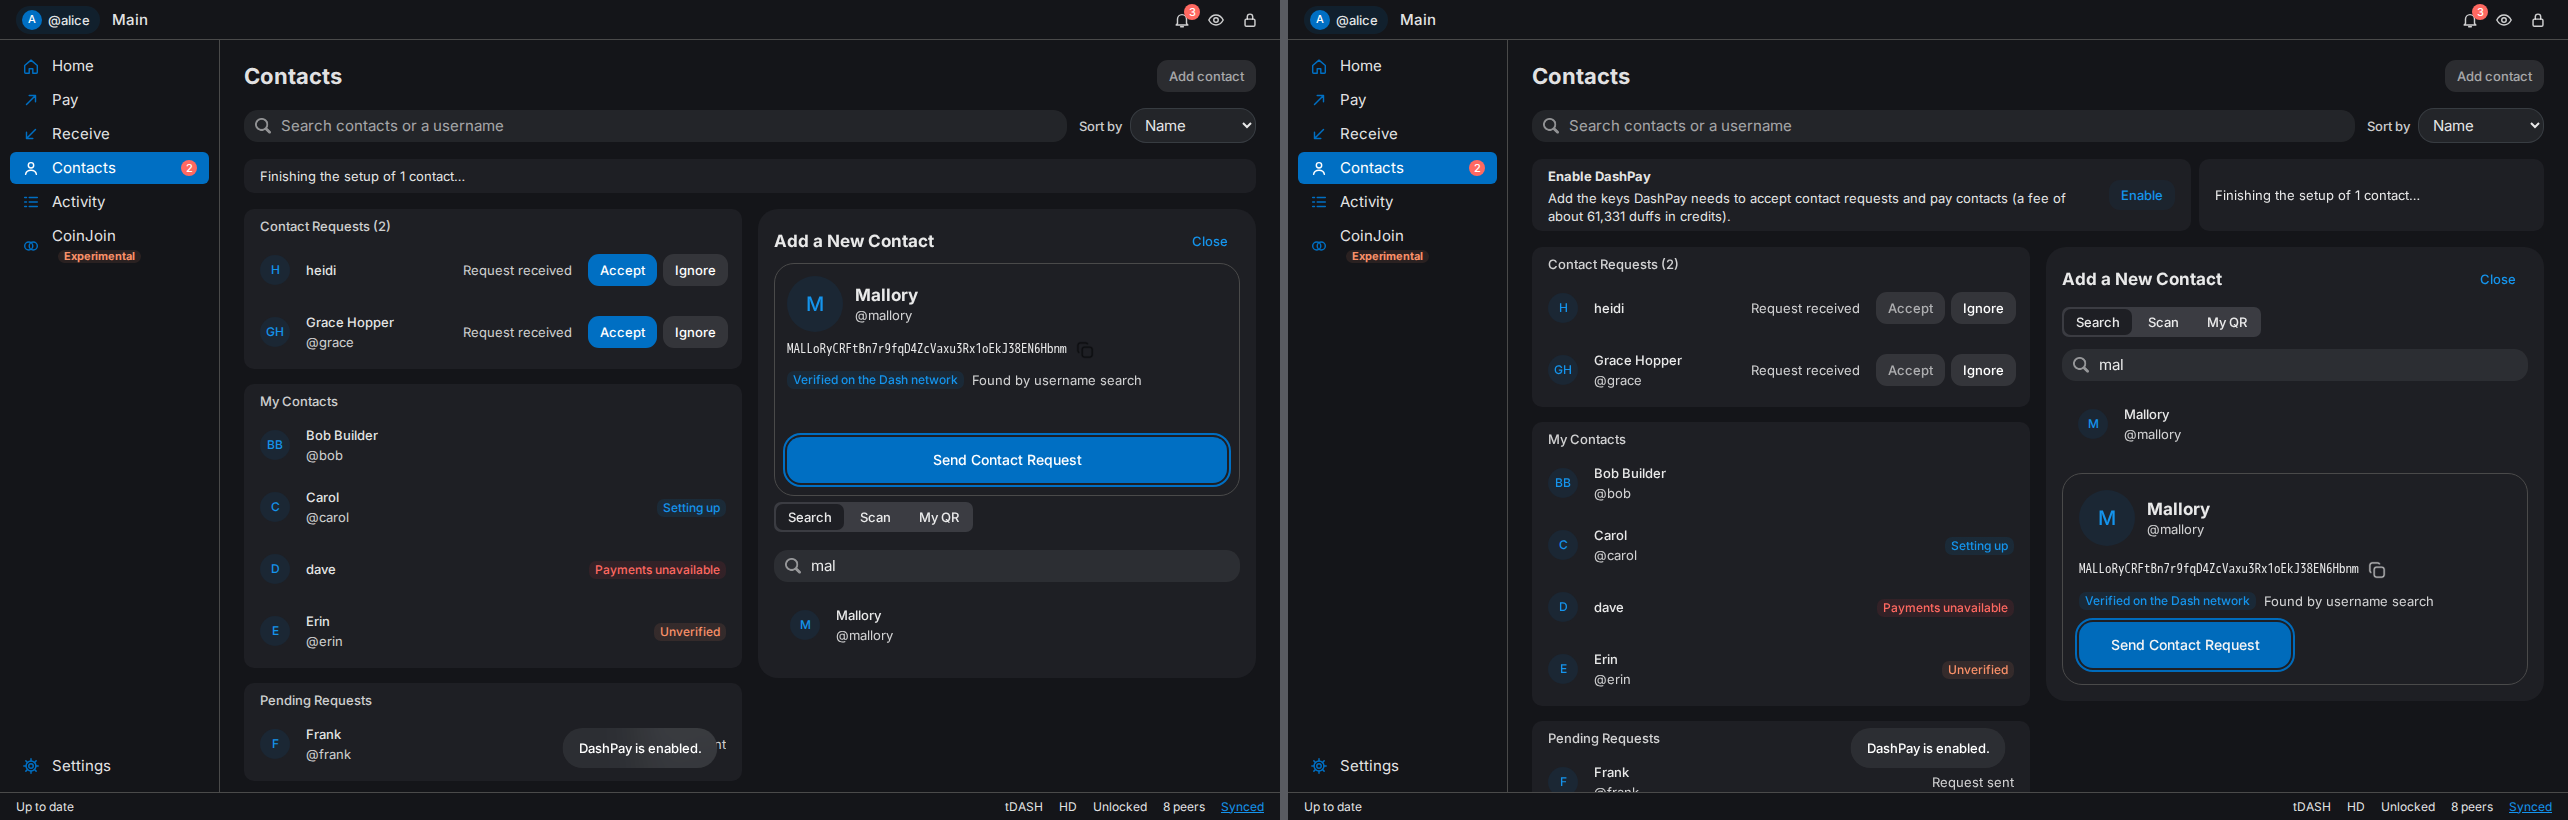 A @alice Main 3
Home
Pay
Receive
Contacts 2
Activity
CoinJoin
Experimental
Settings
Contacts Add contact
Search contacts or a username Sort by Name
Finishing the setup of 1 contact...
Contact Requests (2)
H heidi Request received Accept Ignore
GH Grace Hopper Request received Accept Ignore
@grace
My Contacts
BB Bob Builder
@bob
C Carol Setting up
@carol
D dave Payments unavailable
E Erin Unverified
@erin
Pending Requests
F Frank nt
@frank
DashPay is enabled.
Add a New Contact Close
M Mallory
@mallory
MALLoRyCRFtBn7r9fqD4ZcVaxu3Rx1oEkJ38EN6Hbnm
Verified on the Dash network Found by username search
Send Contact Request
Search Scan My QR
mal
M Mallory
@mallory
Up to date tDASH HD Unlocked 8 peers Synced
A @alice Main 3
Home
Pay
Receive
Contacts 2
Activity
CoinJoin
Experimental
Settings
Contacts Add contact
Search contacts or a username Sort by Name
Enable DashPay
Add the keys DashPay needs to accept contact requests and pay contacts (a fee of
about 61,331 duffs in credits).
Enable
Finishing the setup of 1 contact...
Contact Requests (2)
H heidi Request received Accept Ignore
GH Grace Hopper Request received Accept Ignore
@grace
My Contacts
BB Bob Builder
@bob
C Carol Setting up
@carol
D dave Payments unavailable
E Erin Unverified
@erin
Pending Requests
F Frank Request sent
@frank
DashPay is enabled.
Add a New Contact Close
Search Scan My QR
mal
M Mallory
@mallory
M Mallory
@mallory
MALLoRyCRFtBn7r9fqD4ZcVaxu3Rx1oEkJ38EN6Hbnm
Verified on the Dash network Found by username search
Send Contact Request
Up to date tDASH HD Unlocked 8 peers Synced